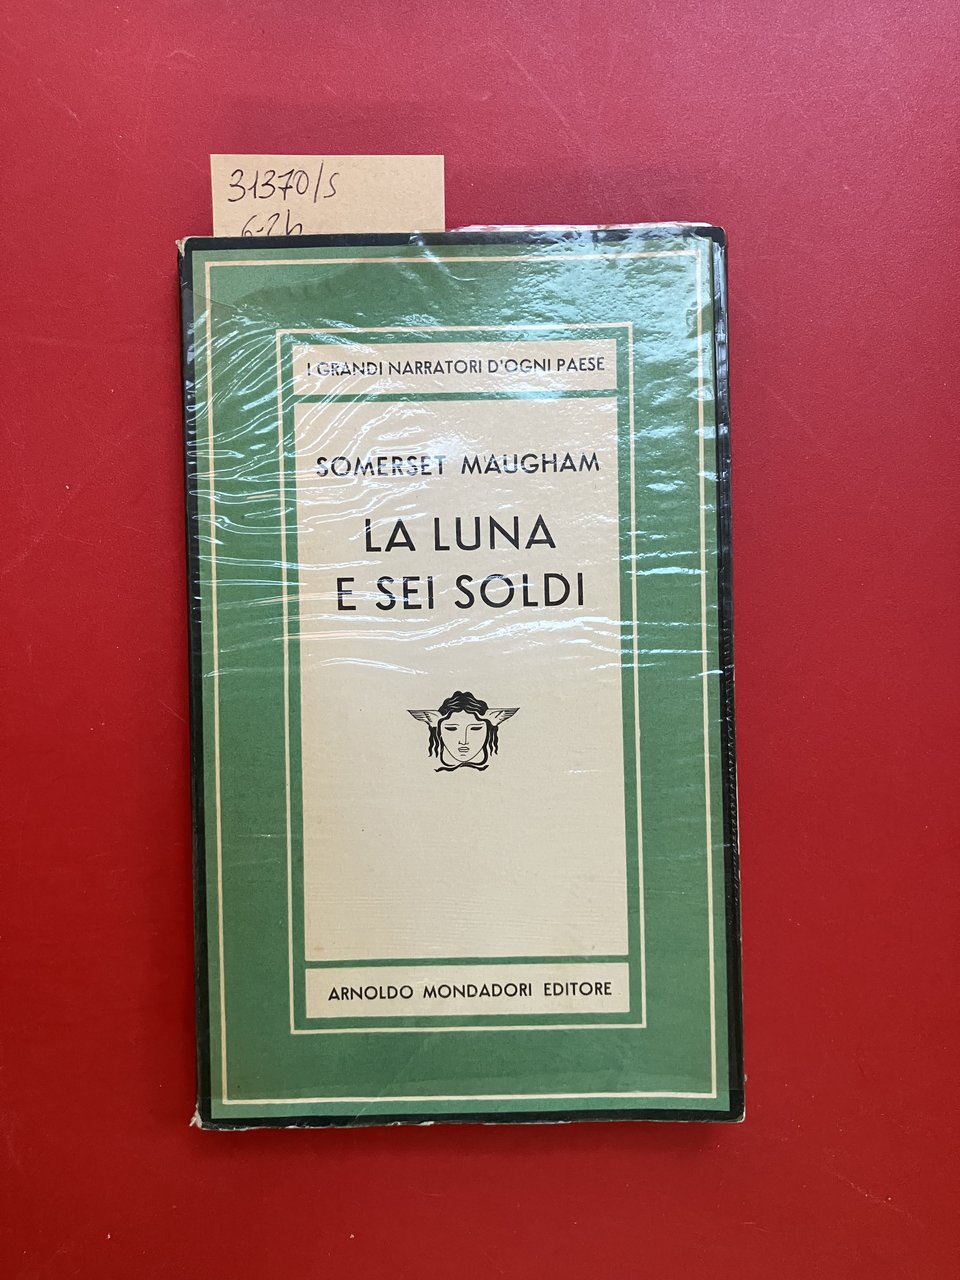 31370/S
I GRANDI NARRATORI D'OGNI PAESE
SOMERSET MAUGHAM
LA LUNA
E SEI SOLDI
ARNOLDO MONDADORI EDITORE